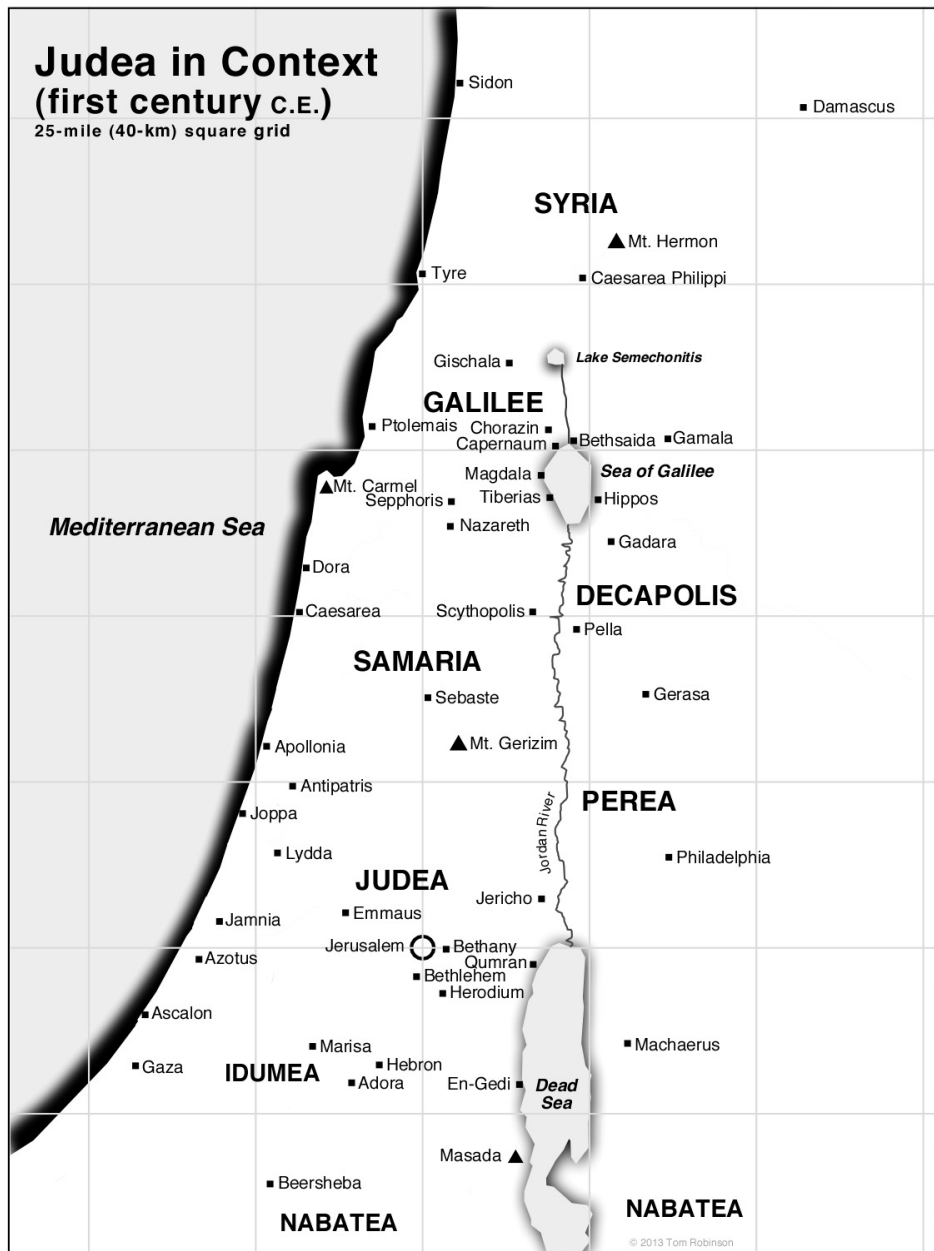 Judea in Context
(first century C.E.)
25-mile (40-km) square grid
Sidon
Damascus
SYRIA
Mt. Hermon
Tyre
Caesarea Philippi
Lake Semechonitis
Gischala
GALILEE
Ptolemais
Chorazin
Capernaum
Bethsaida
Gamala
Magdala
Sea of Galilee
Mt. Carmel
Sepphoris
Tiberias
Hippos
Mediterranean Sea
Nazareth
Gadara
Dora
DECAPOLIS
Caesarea
Scythopolis
Pella
SAMARIA
Sebaste
Gerasa
Mt. Gerizim
Apollonia
Antipatris
PEREA
Joppa
Jordan River
Lydda
Philadelphia
JUDEA
Jericho
Emmaus
Jamnia
Jerusalem
Bethany
Azotus
Qumran
Bethlehem
Herodium
Ascalon
Marisa
Machaerus
Gaza
IDUMEA
Hebron
Adora
En-Gedi
Dead
Sea
Masada
Beersheba
NABATEA
NABATEA
© 2013 Tom Robinson